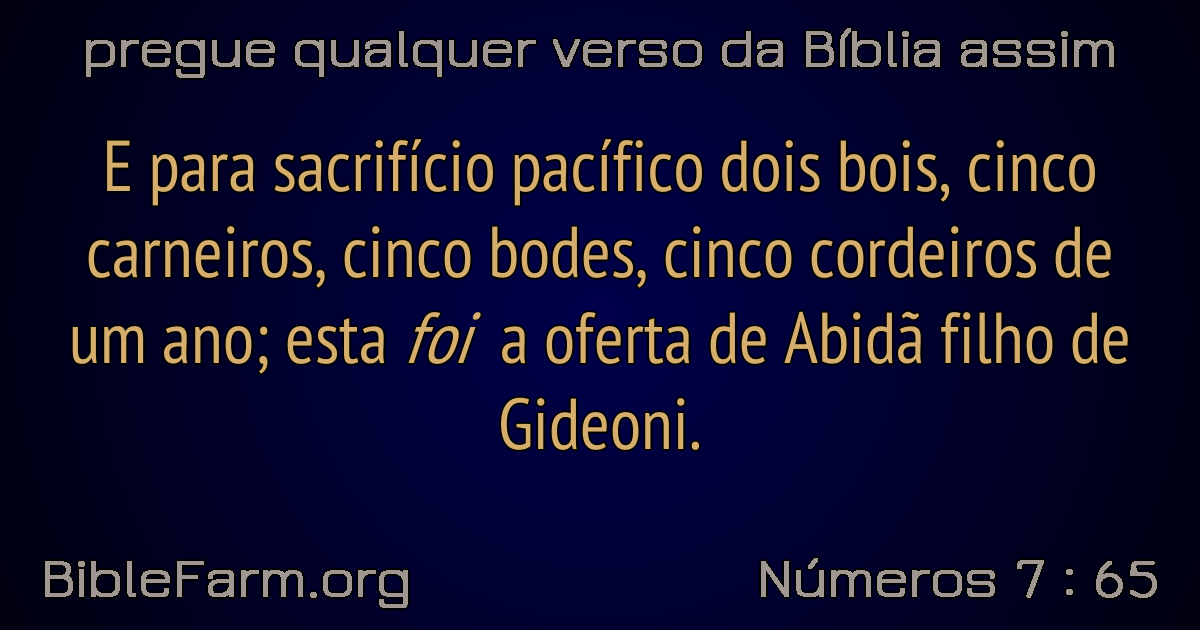 pregue qualquer verso da Bíblia assim
E para sacrifício pacífico dois bois, cinco
carneiros, cinco bodes, cinco cordeiros de
um ano; esta foi a oferta de Abidã filho de
Gideoni.
BibleFarm.org
Números 7 : 65